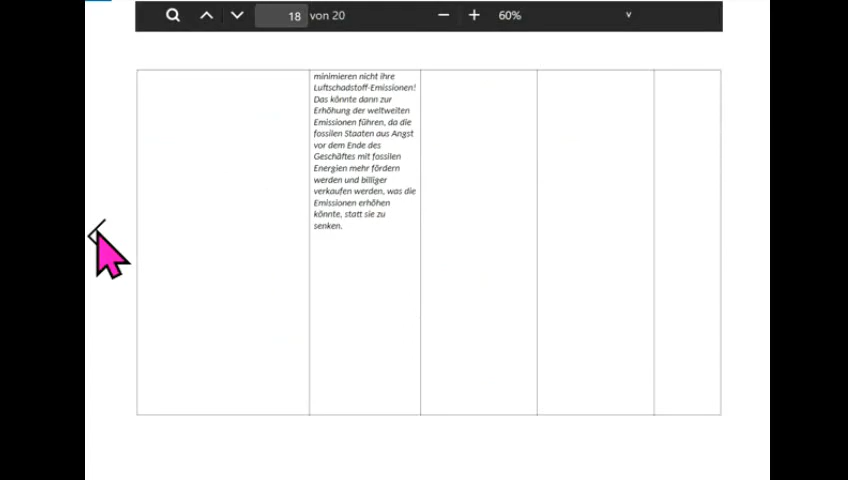 18 von 20
60%
minimieren nicht ihre
Luftschadstoff-Emissionen!
Das könnte dann zur
Erhöhung der weltweiten
Emissionen führen, da die
fossilen Staaten aus Angst
vor dem Ende des
Geschäftes mit fossilen
Energien mehr fördern
werden und billiger
verkaufen werden, was die
Emissionen erhöhen
könnte, statt sie zu
senken.